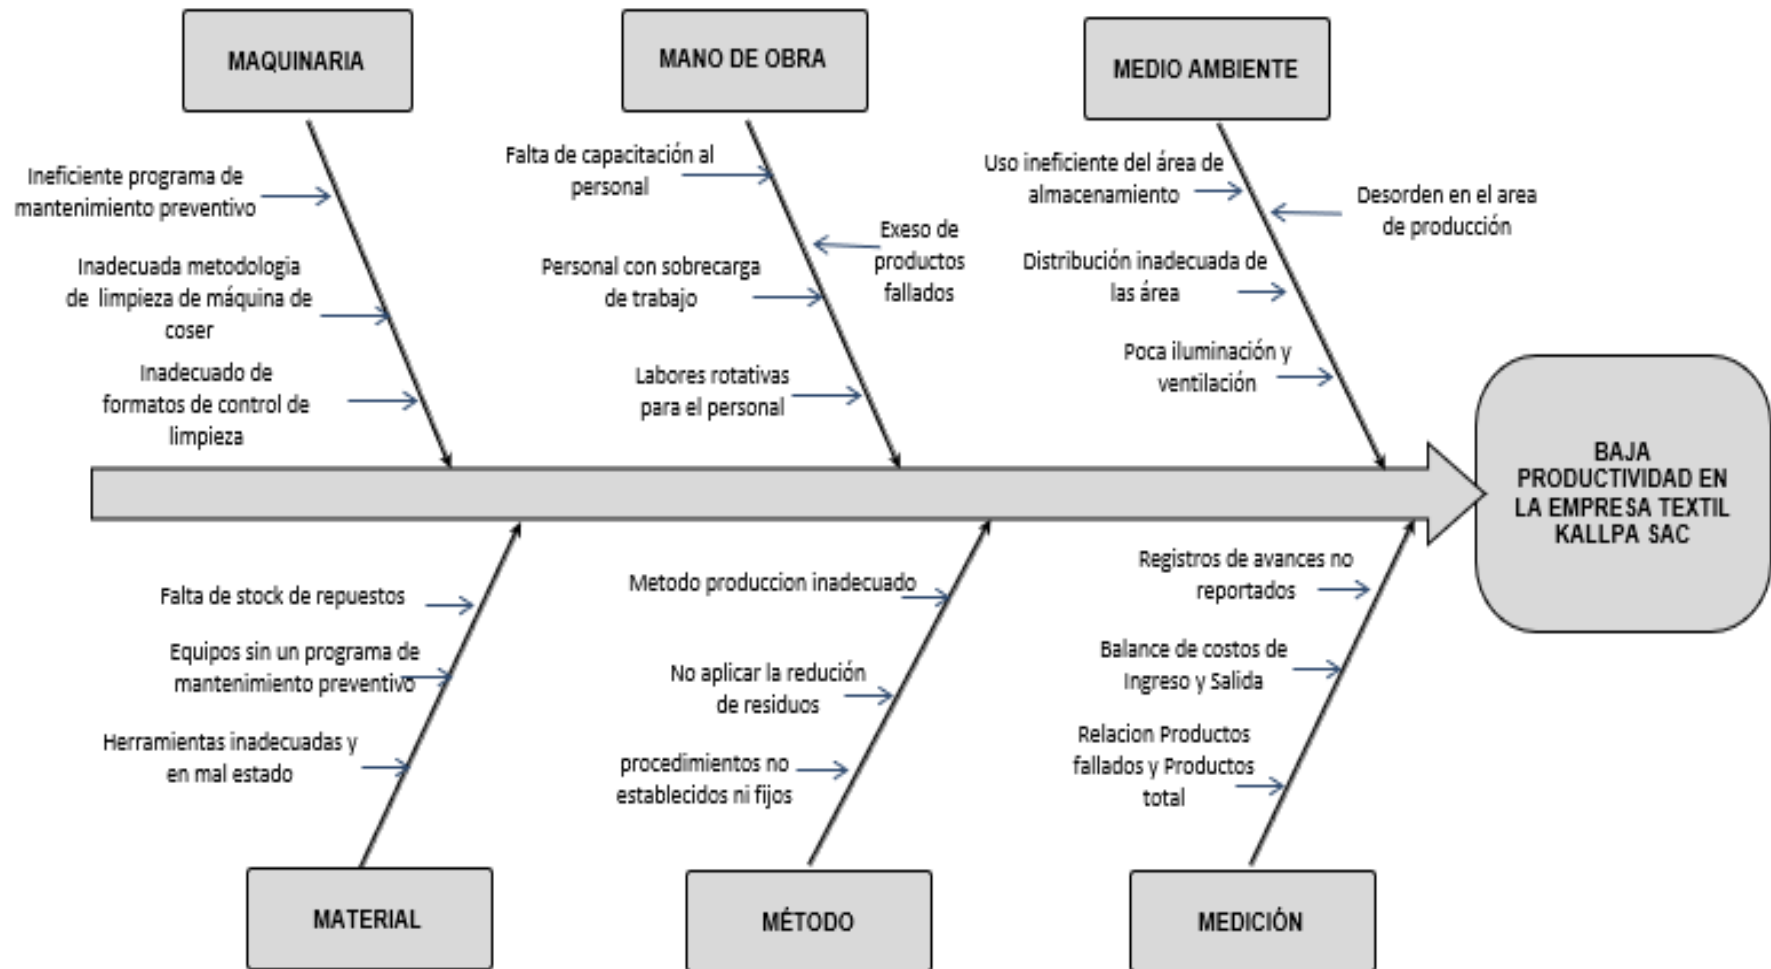 MAQUINARIA
MANO DE OBRA
MEDIO AMBIENTE
Ineficiente programa de
mantenimiento preventivo
Inadecuada metodologia
de limpieza de máquina de
coser
Inadecuado de
formatos de control de
limpieza
Falta de capacitación al
personal
Exeso de
productos
fallados
Personal con sobrecarga
de trabajo
Labores rotativas
para el personal
Uso ineficiente del área de
almacenamiento
Desorden en el area
de producción
Distribución inadecuada de
las área
Poca iluminación y
ventilación
BAJA
PRODUCTIVIDAD EN
LA EMPRESA TEXTIL
KALLPA SAC
Falta de stock de repuestos
Equipos sin un programa de
mantenimiento preventivo
Herramientas inadecuadas y
en mal estado
Metodo produccion inadecuado
No aplicar la redución
de residuos
procedimientos no
establecidos ni fijos
Registros de avances no
reportados
Balance de costos de
Ingreso y Salida
Relacion Productos
fallados y Productos
total
MATERIAL
MÉTODO
MEDICIÓN